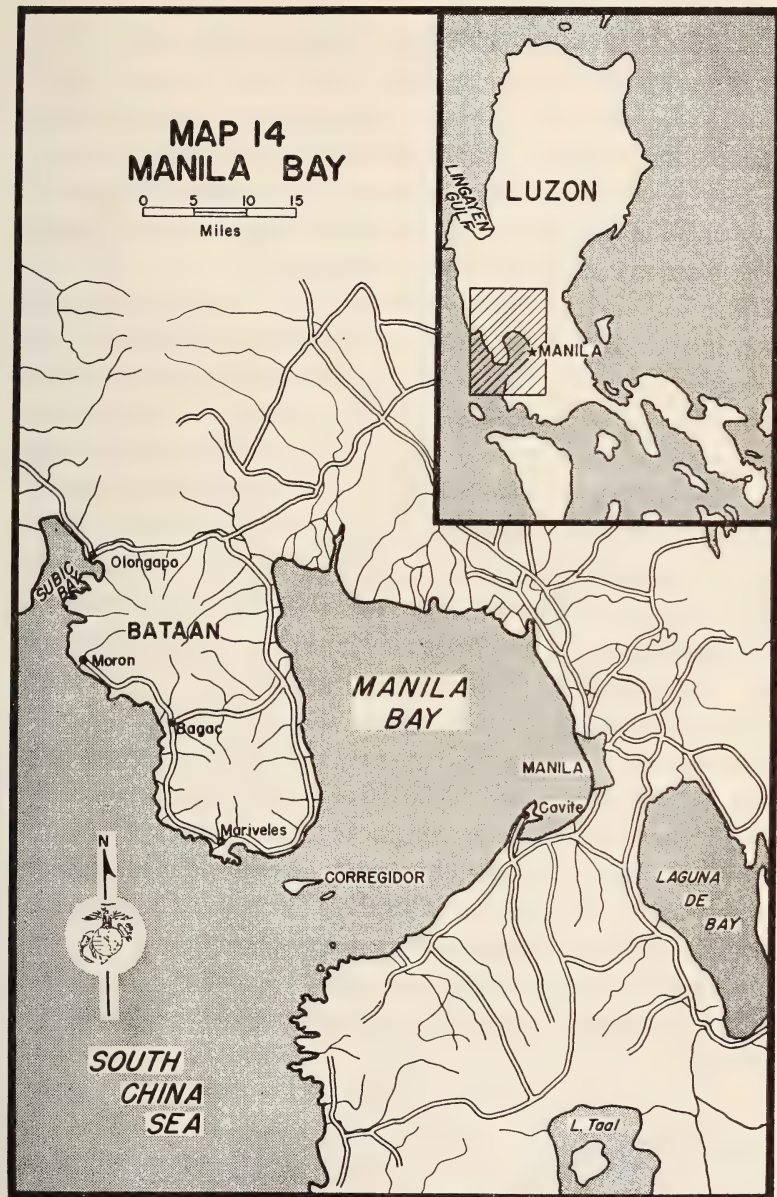 MAP 14
MANILA BAY
0 5 10 15
Miles
LINGAYEN
GULF
LUZON
MANILA
SUBIC
BAY
Olongapo
BATAAN
Moron
Bagac
Mariveles
MANILA
BAY
MANILA
Cavite
CORREGIDOR
LAGUNA
DE
BAY
N
SOUTH
CHINA
SEA
L. Taal